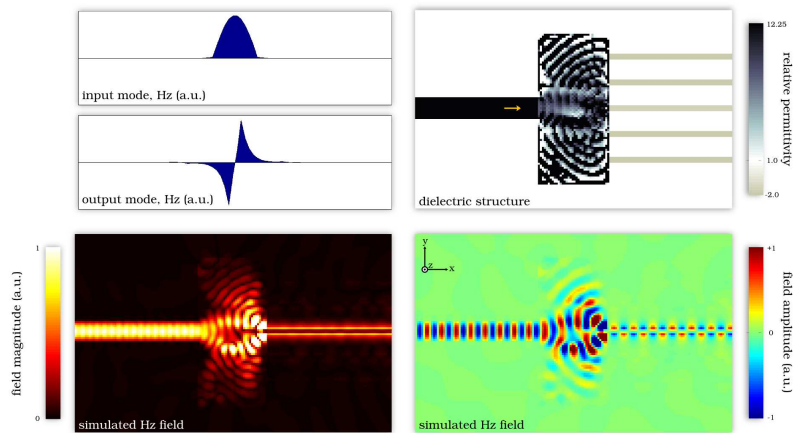 input mode, Hz (a.u.)
output mode, Hz (a.u.)
dielectric structure
12.25
1.0
-2.0
relative permittivity
field magnitude (a.u.)
1
0
simulated Hz field
y
z
x
simulated Hz field
+1
0
-1
field amplitude (a.u.)